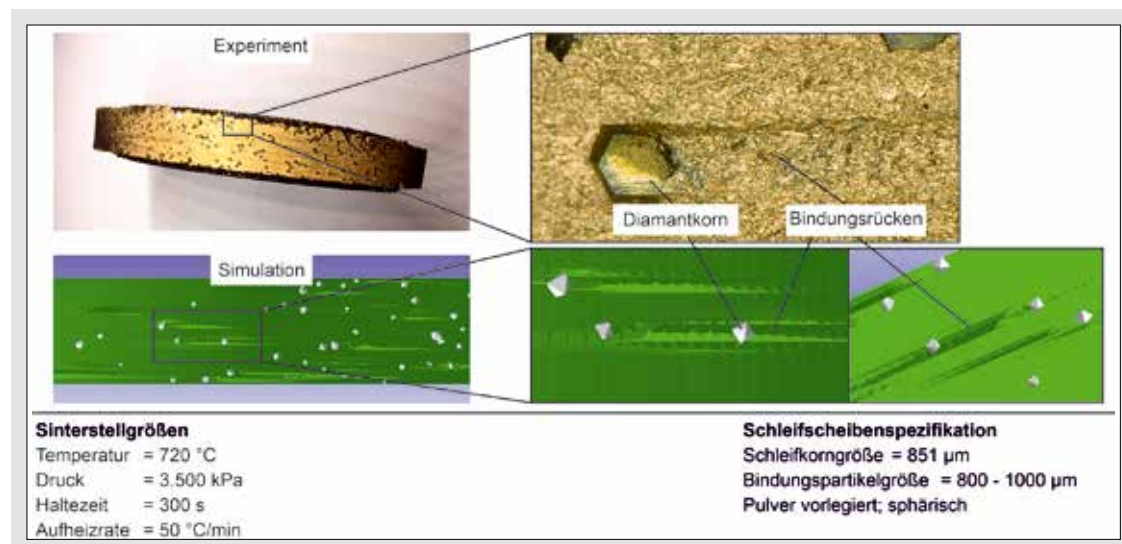 Experiment
Diamantkorn
Bindungsrücken
Simulation
Sinterstellgrößen
Temperatur = 720 °C
Druck = 3.500 kPa
Haltezeit = 300 s
Aufheizrate = 50 °C/min
Schleifscheibenspezifikation
Schleifkorngröße = 851 µm
Bindungspartikelgröße = 800 - 1000 µm
Pulver vorlegiert; sphärisch